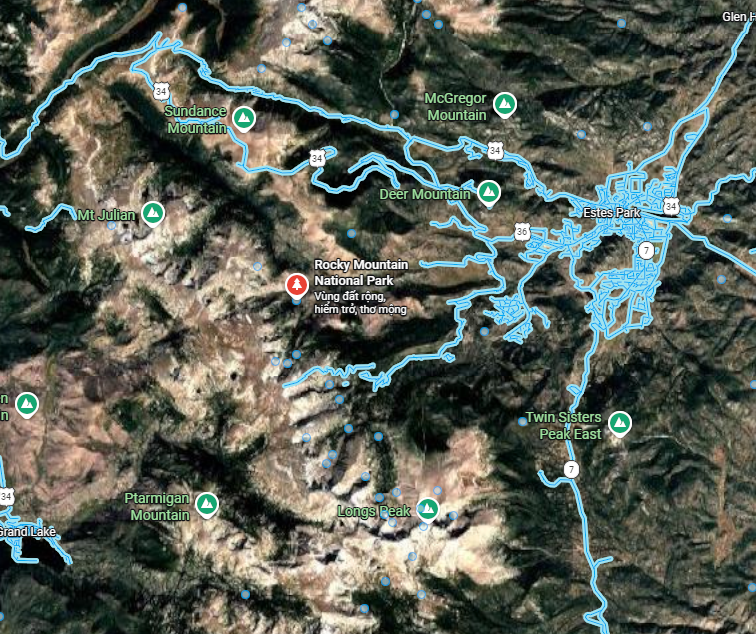 Glen H
34
Sundance
Mountain
McGregor
Mountain
34
34
Deer Mountain
34
Mt Julian
Estes Park
36
7
Rocky Mountain
National Park
Vùng đất rộng,
hiểm trở, thơ mộng
n
n
Twin Sisters
Peak East
7
34
Ptarmigan
Mountain
Longs Peak
Grand Lake